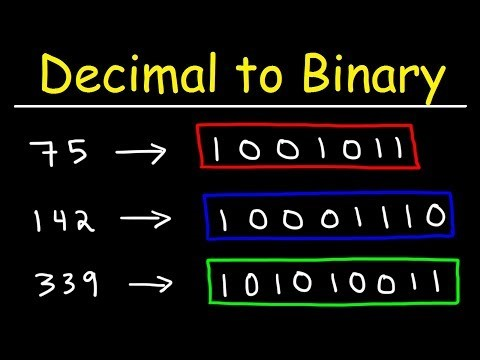 Decimal to Binary
75 → 1001011
142 → 10001110
339 → 101010011